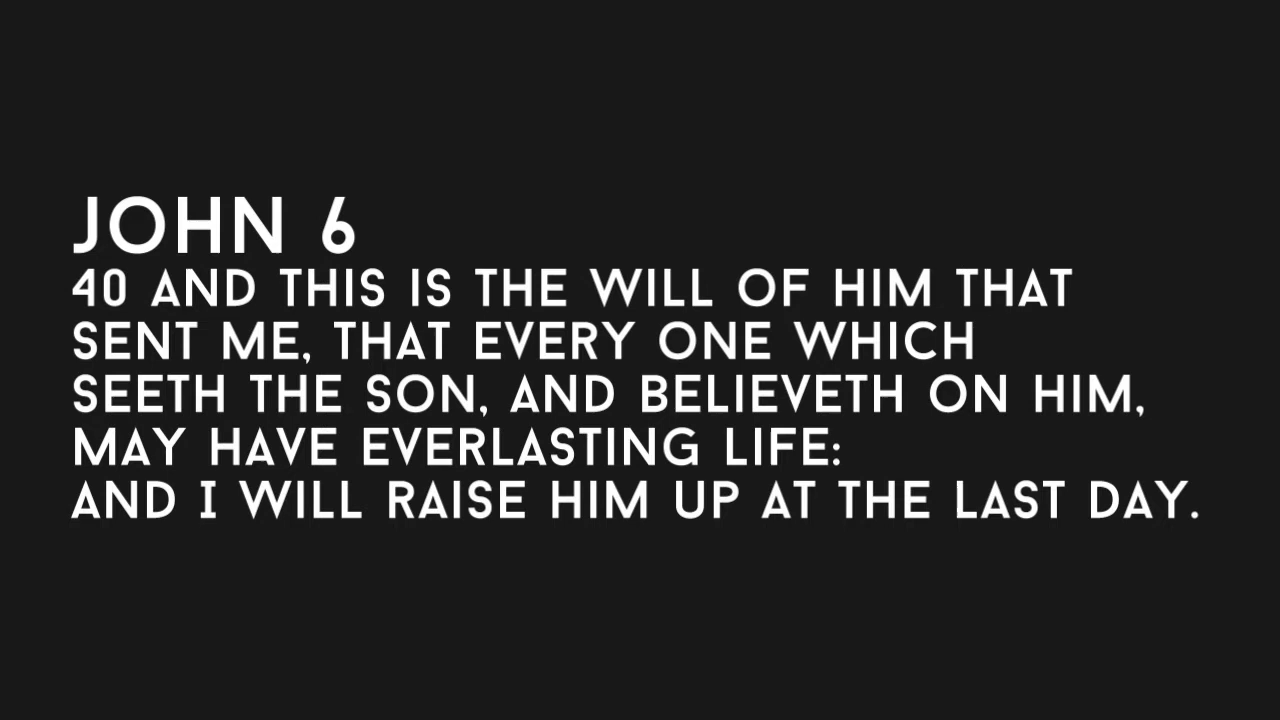 JOHN 6
40 AND THIS IS THE WILL OF HIM THAT
SENT ME, THAT EVERY ONE WHICH
SEETH THE SON, AND BELIEVETH ON HIM,
MAY HAVE EVERLASTING LIFE:
AND I WILL RAISE HIM UP AT THE LAST DAY.